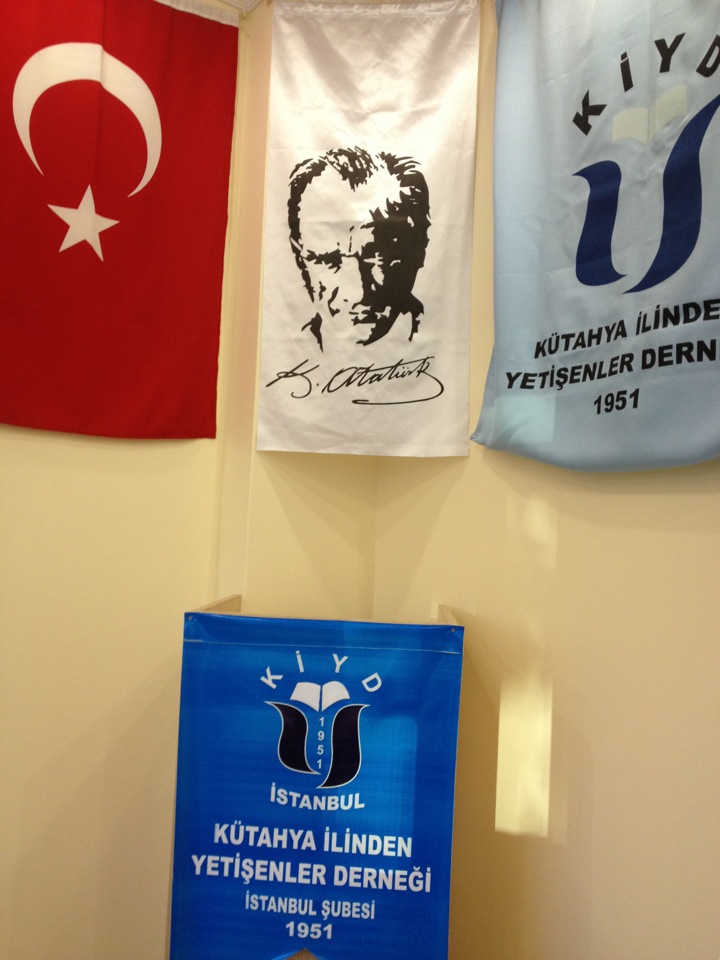 K. Atatürk
KİYD
KÜTAHYA İLİNDE
YETİŞENLER DERN
1951
KİYD
1951
İSTANBUL
KÜTAHYA İLİNDEN
YETİŞENLER DERNEĞİ
İSTANBUL ŞUBESİ
1951